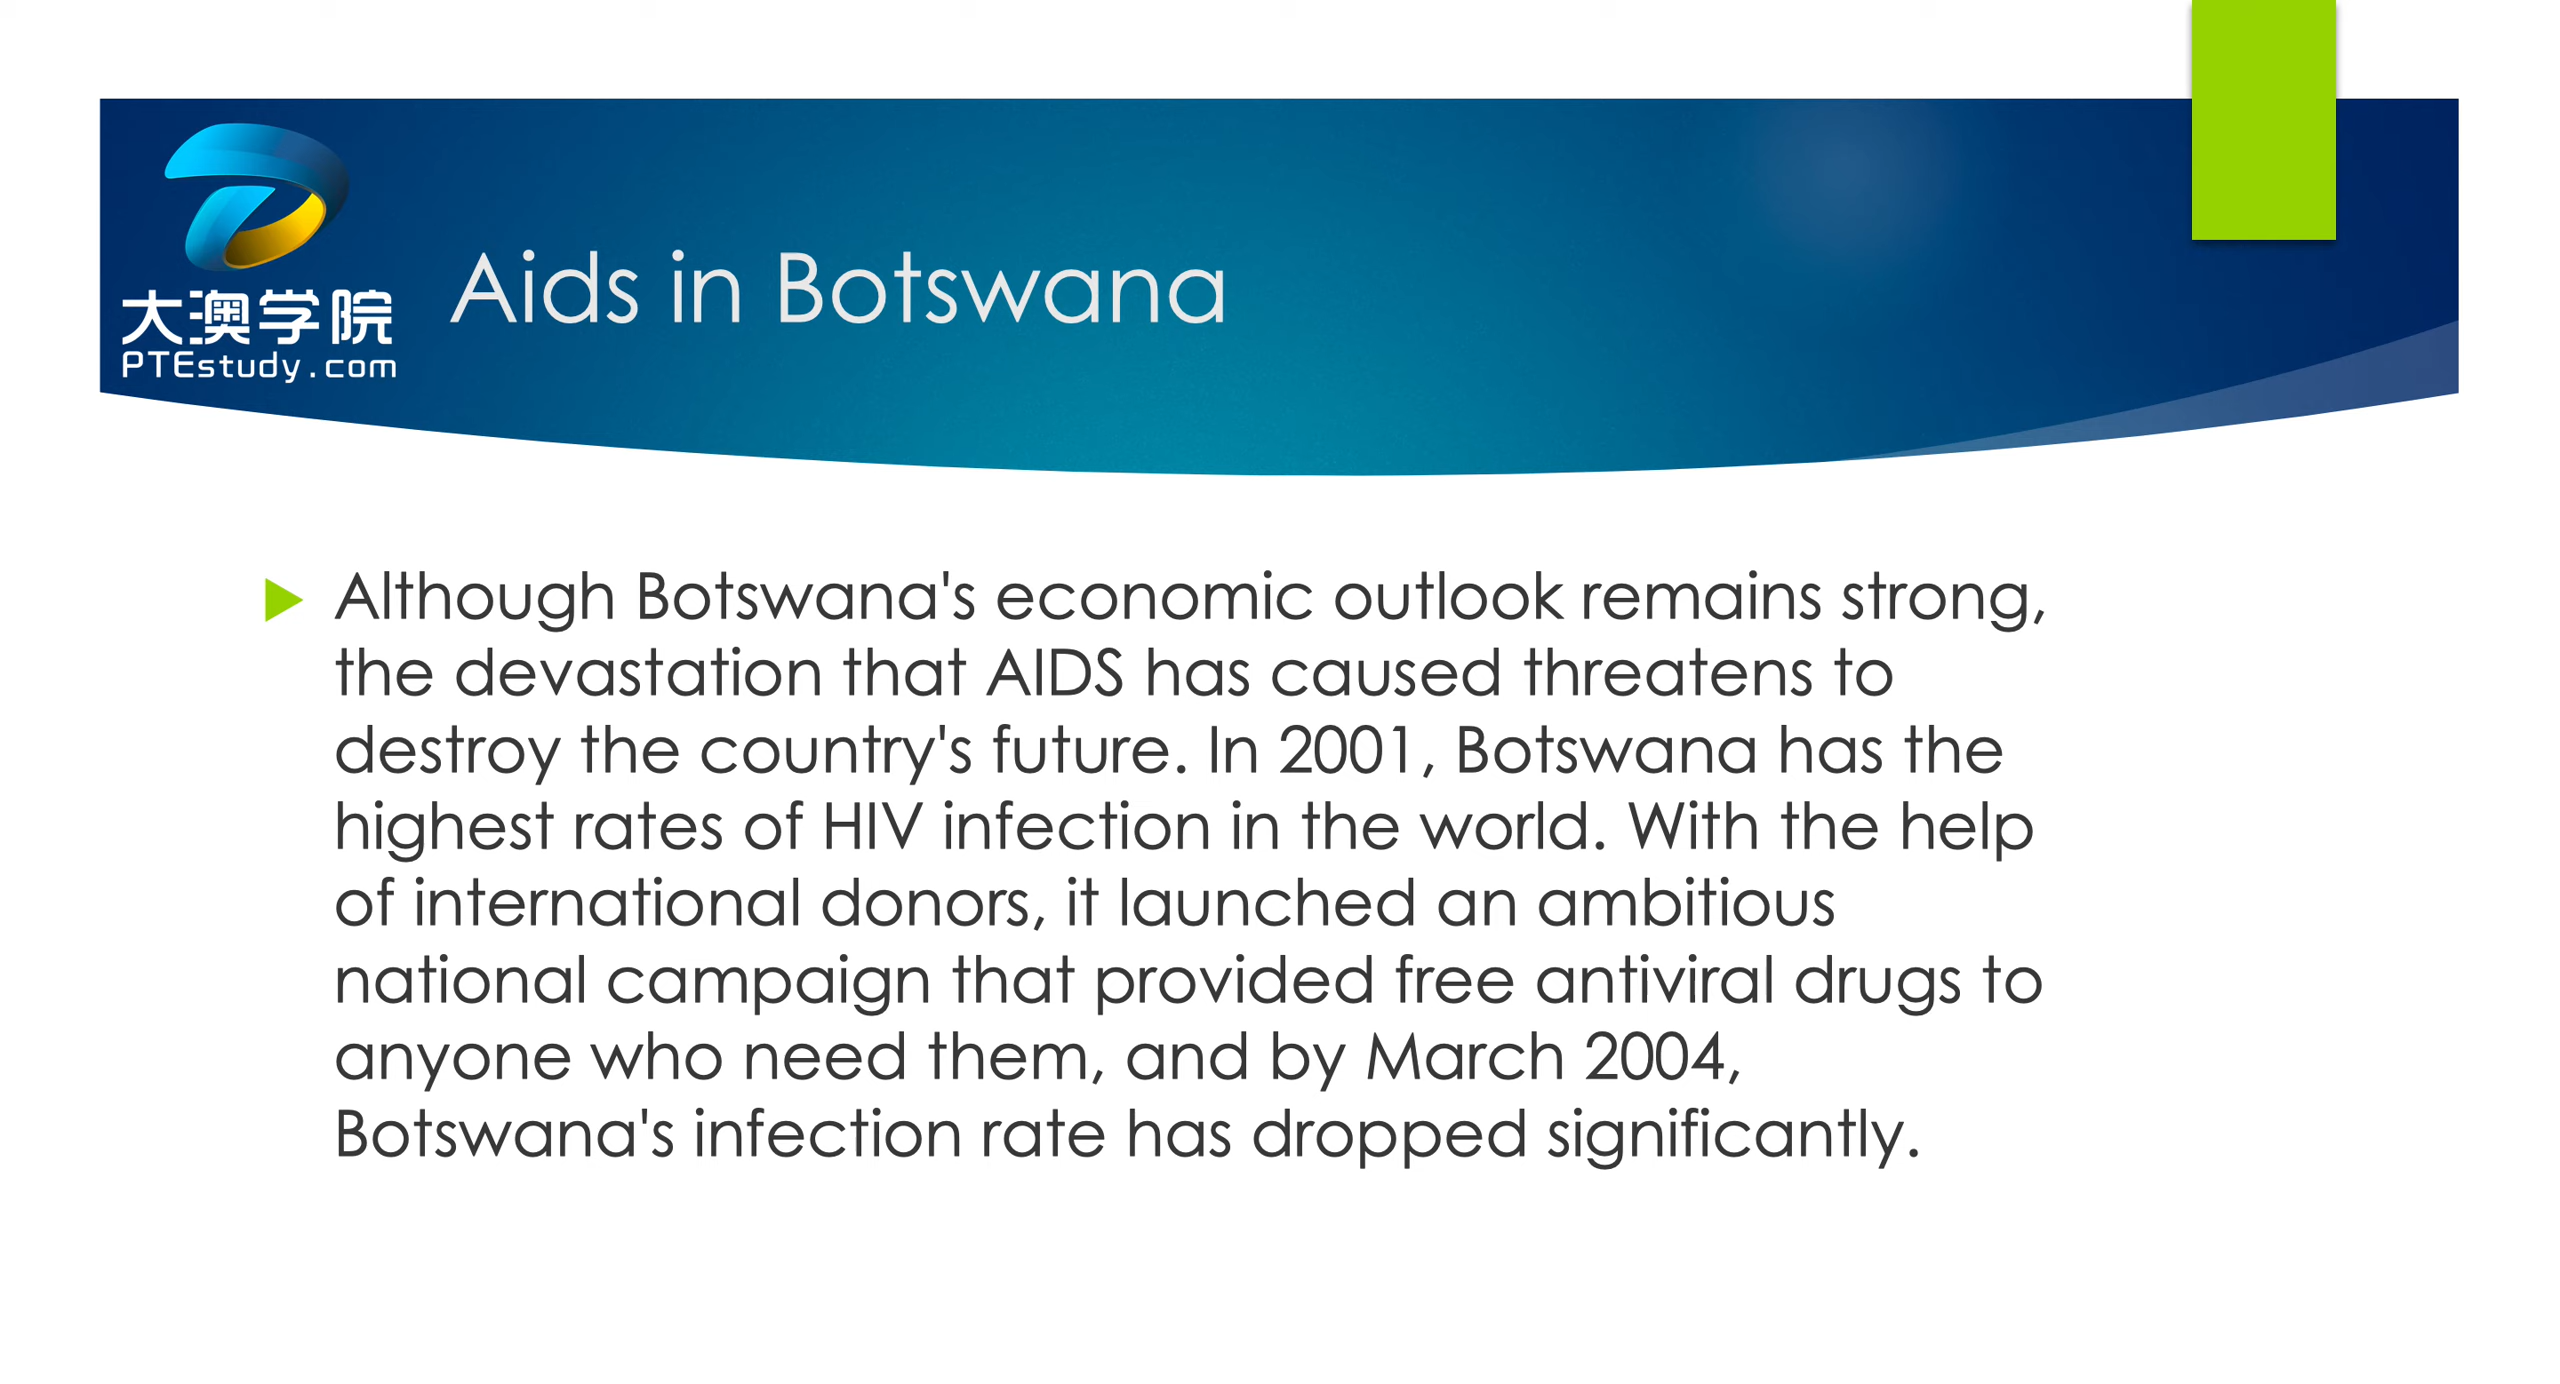 大澳学院
PTEstudy.com
Aids in Botswana
Although Botswana's economic outlook remains strong,
the devastation that AIDS has caused threatens to
destroy the country's future. In 2001, Botswana has the
highest rates of HIV infection in the world. With the help
of international donors, it launched an ambitious
national campaign that provided free antiviral drugs to
anyone who need them, and by March 2004,
Botswana's infection rate has dropped significantly.